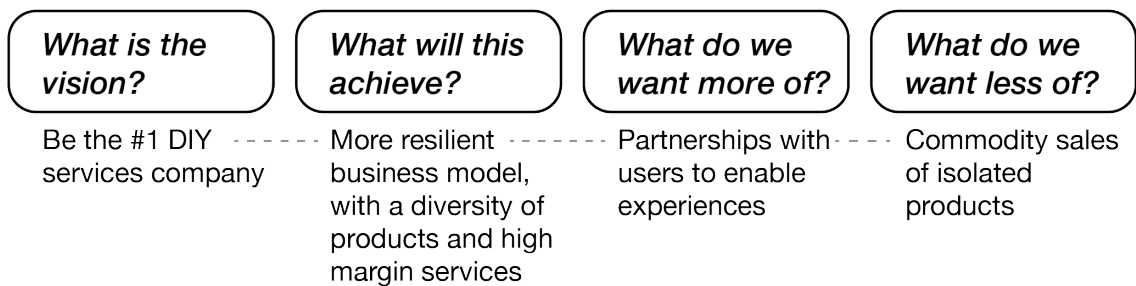 What is the
vision?
What will this
achieve?
What do we
want more of?
What do we
want less of?
Be the #1 DIY
services company
More resilient
business model,
with a diversity of
products and high
margin services
Partnerships with
users to enable
experiences
Commodity sales
of isolated
products